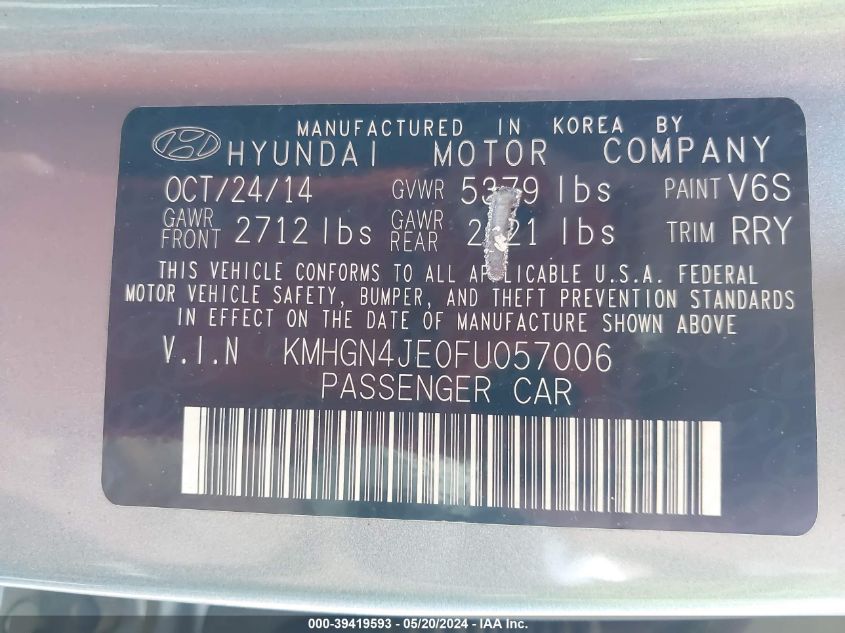 MANUFACTURED IN KOREA BY
HYUNDAI MOTOR COMPANY
OCT/24/14 GVWR 5379 lbs PAINT V6S
GAWR FRONT 2712 lbs GAWR REAR lbs TRIM RRY
THIS VEHICLE CONFORMS TO ALL APPLICABLE U.S.A. FEDERAL
MOTOR VEHICLE SAFETY, BUMPER, AND THEFT PREVENTION STANDARDS
IN EFFECT ON THE DATE OF MANUFACTURE SHOWN ABOVE
V.I.N KMHGN4JE0FU057006
PASSENGER CAR
000-39419593 - 05/20/2024 - IAA Inc.